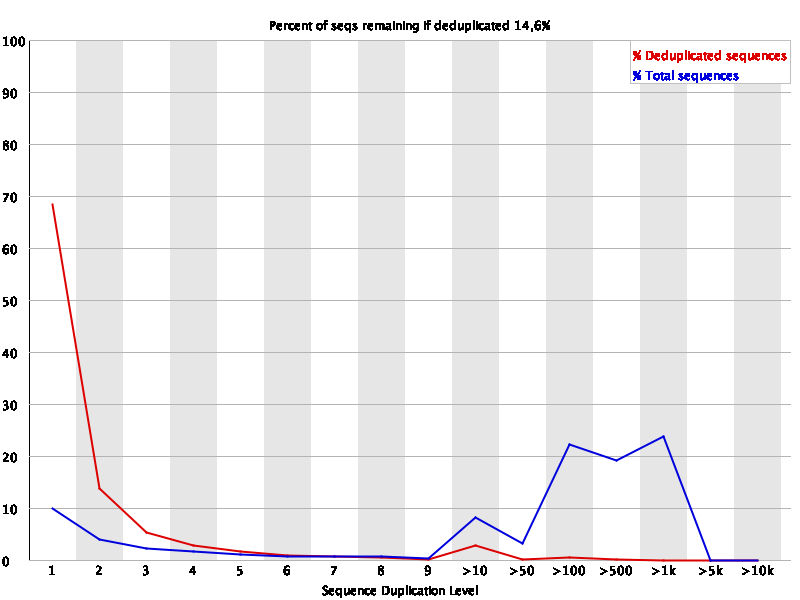 Percent of seqs remaining if deduplicated 14,6%
% Deduplicated sequences
% Total sequences
100
90
80
70
60
50
40
30
20
10
0
1 2 3 4 5 6 7 8 9 >10 >50 >100 >500 >1k >5k >10k
Sequence Duplication Level